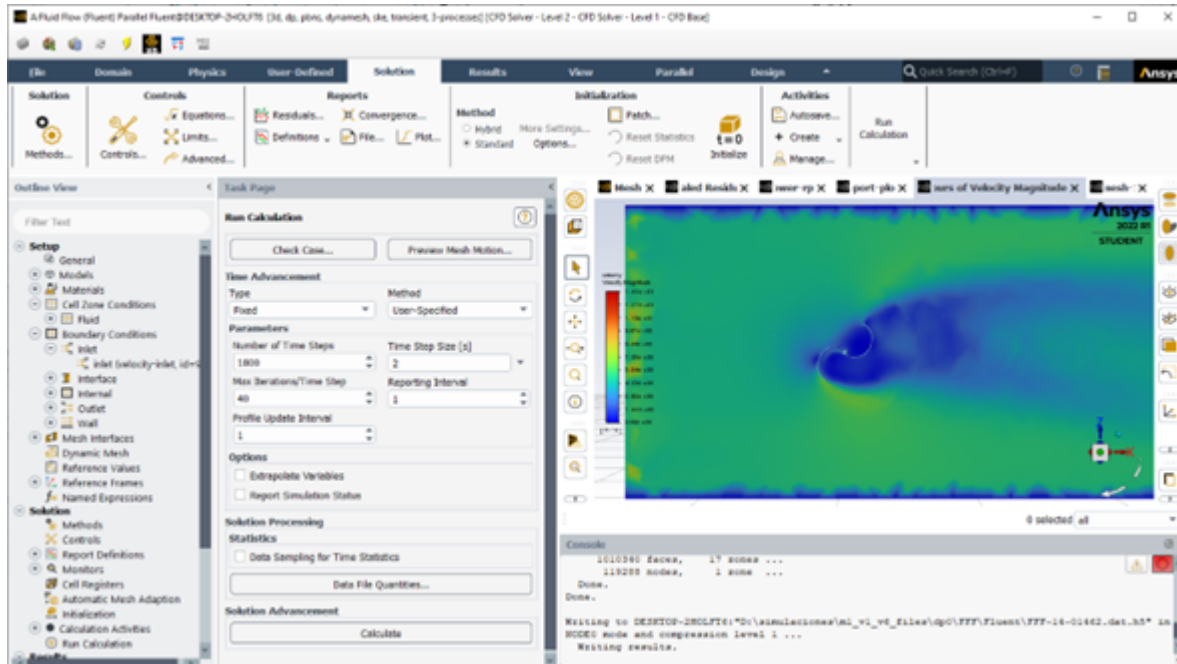 A:Fluid Flow (Fluent) Parallel Fluent@DESKTOP-2HOLFT6 [3d, dp, pbns, dynamesh, ske, transient, 3-processes] [CFD Solver - Level 2 - CFD Solver - Level 1 - CFD Base]
File Domain Physics User-Defined Solution Results View Parallel Design Quick Search (Ctrl+F) Ansys
Solution Controls Reports Initialization Activities
Methods...
Controls...
Equations...
Limits...
Advanced...
Residuals... Convergence...
Definitions File... Plot...
Method
Hybrid More Settings...
Standard Options...
Patch...
Reset Statistics
Reset DPM
t=0
Initialize
Autosave...
Create
Manage...
Run
Calculation
Outline View
Filter Text
Setup
General
Models
Materials
Cell Zone Conditions
Fluid
Boundary Conditions
Inlet
inlet (velocity-inlet,
Interface
Internal
Outlet
Wall
Mesh Interfaces
Dynamic Mesh
Reference Values
Reference Frames
Named Expressions
Solution
Methods
Controls
Report Definitions
Monitors
Cell Registers
Automatic Mesh Adaption
Initialization
Calculation Activities
Run Calculation
Results
Task Page
Run Calculation
Check Case... Preview Mesh Motion...
Time Advancement
Type Method
Fixed User-Specified
Parameters
Number of Time Steps Time Step Size [s]
1800 2
Max Iterations/Time Step Reporting Interval
40 1
Profile Update Interval
1
Options
Extrapolate Variables
Report Simulation Status
Solution Processing
Statistics
Data Sampling for Time Statistics
Data File Quantities...
Solution Advancement
Calculate
Mesh urs of Velocity Magnitude
Ansys
2022 R1
STUDENT
Velocity Magnitude
0 selected all
Console
1010340 faces, 17 zones ...
119288 nodes, 1 zone ...
Done.
Done.
Writing to DESKTOP-2HOLFT6:"D:\simulaciones\m1_v1_v6_files\dp0\FFF\Fluent\FFF-14-01462.dat.h5" in
NODE0 mode and compression level 1 ...
Writing results.